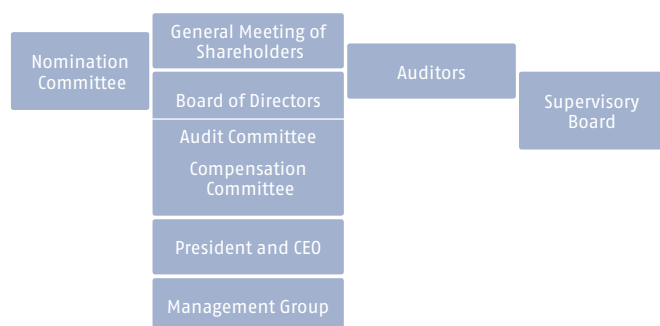 Nomination
Committee
General Meeting of
Shareholders
Auditors
Supervisory
Board
Board of Directors
Audit Committee
Compensation
Committee
President and CEO
Management Group